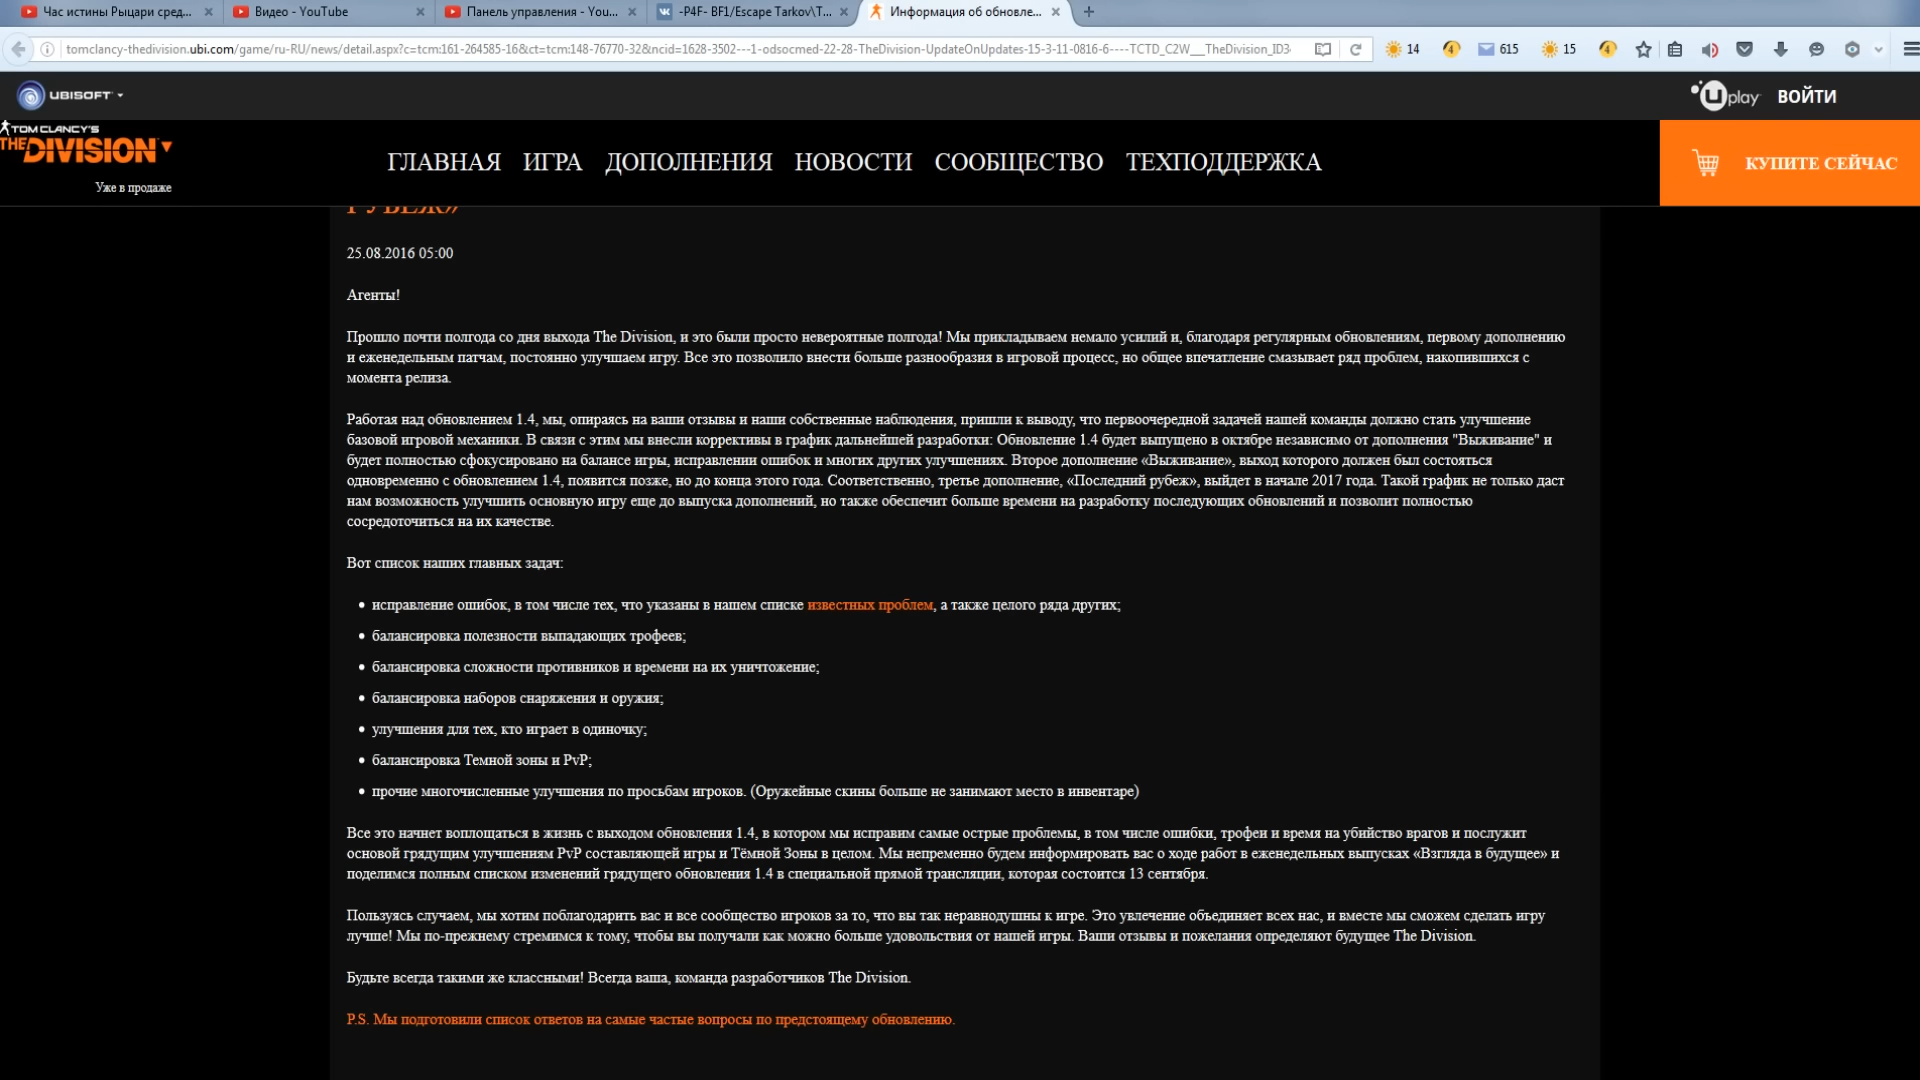 Час истины Рыцари сред...
Видео - YouTube
Панель управления - You...
-P4F- BF1/Escape Tarkov\T...
Информация об обновле...
tomclancy-thedivision.ubi.com/game/ru-RU/news/detail.aspx?c=tcm:161-264585-16&ct=tcm:148-76770-32&ncid=1628-3502---1-odsocmed-22-28-TheDivision-UpdateOnUpdates-15-3-11-0816-6----TCTD_C2W__TheDivision_ID3
14
4
615
15
4
UBISOFT
Uplay
ВОЙТИ
TOM CLANCY'S
THE DIVISION
Уже в продаже
ГЛАВНАЯ ИГРА ДОПОЛНЕНИЯ НОВОСТИ СООБЩЕСТВО ТЕХПОДДЕРЖКА
КУПИТЕ СЕЙЧАС
РУБЕЖ»
25.08.2016 05:00
Агенты!
Прошло почти полгода со дня выхода The Division, и это были просто невероятные полгода! Мы прикладываем немало усилий и, благодаря регулярным обновлениям, первому дополнению
и еженедельным патчам, постоянно улучшаем игру. Все это позволило внести больше разнообразия в игровой процесс, но общее впечатление смазывает ряд проблем, накопившихся с
момента релиза.
Работая над обновлением 1.4, мы, опираясь на ваши отзывы и наши собственные наблюдения, пришли к выводу, что первоочередной задачей нашей команды должно стать улучшение
базовой игровой механики. В связи с этим мы внесли коррективы в график дальнейшей разработки: Обновление 1.4 будет выпущено в октябре независимо от дополнения "Выживание" и
будет полностью сфокусировано на балансе игры, исправлении ошибок и многих других улучшениях. Второе дополнение «Выживание», выход которого должен был состояться
одновременно с обновлением 1.4, появится позже, но до конца этого года. Соответственно, третье дополнение, «Последний рубеж», выйдет в начале 2017 года. Такой график не только даст
нам возможность улучшить основную игру еще до выпуска дополнений, но также обеспечит больше времени на разработку последующих обновлений и позволит полностью
сосредоточиться на их качестве.
Вот список наших главных задач:
• исправление ошибок, в том числе тех, что указаны в нашем списке известных проблем, а также целого ряда других;
• балансировка полезности выпадающих трофеев;
• балансировка сложности противников и времени на их уничтожение;
• балансировка наборов снаряжения и оружия;
• улучшения для тех, кто играет в одиночку;
• балансировка Темной зоны и PvP;
• прочие многочисленные улучшения по просьбам игроков. (Оружейные скины больше не занимают место в инвентаре)
Все это начнет воплощаться в жизнь с выходом обновления 1.4, в котором мы исправим самые острые проблемы, в том числе ошибки, трофеи и время на убийство врагов и послужит
основой грядущим улучшениям PvP составляющей игры и Тёмной Зоны в целом. Мы непременно будем информировать вас о ходе работ в еженедельных выпусках «Взгляда в будущее» и
поделимся полным списком изменений грядущего обновления 1.4 в специальной прямой трансляции, которая состоится 13 сентября.
Пользуясь случаем, мы хотим поблагодарить вас и все сообщество игроков за то, что вы так неравнодушны к игре. Это увлечение объединяет всех нас, и вместе мы сможем сделать игру
лучше! Мы по-прежнему стремимся к тому, чтобы вы получали как можно больше удовольствия от нашей игры. Ваши отзывы и пожелания определяют будущее The Division.
Будьте всегда такими же классными! Всегда ваша, команда разработчиков The Division.
P.S. Мы подготовили список ответов на самые частые вопросы по предстоящему обновлению.